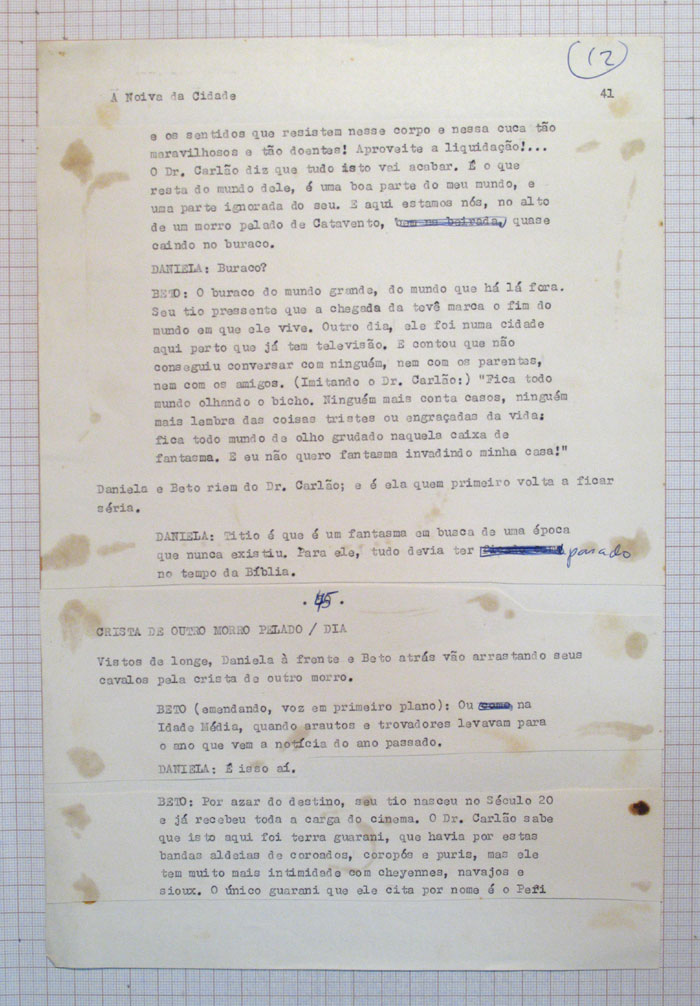 (12)
A Noiva da Cidade 41
e os sentidos que resistem nesse corpo e nessa cuca tão
maravilhosos e tão doentes! Aproveite a liquidação!...
O Dr. Carlão diz que tudo isto vai acabar. É o que
resta do mundo dele, é uma boa parte do meu mundo, e
uma parte ignorada do seu. E aqui estamos nós, no alto
de um morro pelado de Catavento, quase
caindo no buraco.
DANIELA: Buraco?
BETO: O buraco do mundo grande, do mundo que há lá fora.
Seu tio pressente que a chegada da tevê marca o fim do
mundo em que ele vive. Outro dia, ele foi numa cidade
aqui perto que já tem televisão. E contou que não
conseguiu conversar com ninguém, nem com os parentes,
nem com os amigos. (Imitando o Dr. Carlão:) "Fica todo
mundo olhando o bicho. Ninguém mais conta casos, ninguém
mais lembra das coisas tristes ou engraçadas da vida;
fica todo mundo de olho grudado naquela caixa de
fantasma. E eu não quero fantasma invadindo minha casa!"
Daniela e Beto riem do Dr. Carlão; e é ela quem primeiro volta a ficar
séria.
DANIELA: Titio é que é um fantasma em busca de uma época
que nunca existiu. Para ele, tudo devia ter parado
no tempo da Bíblia.
. 45 .
CRISTA DE OUTRO MORRO PELADO / DIA
Vistos de longe, Daniela à frente e Beto atrás vão arrastando seus
cavalos pela crista de outro morro.
BETO (emendando, voz em primeiro plano): Ou na
Idade Média, quando arautos e trovadores levavam para
o ano que vem a notícia do ano passado.
DANIELA: É isso aí.
BETO: Por azar do destino, seu tio nasceu no Século 20
e já recebeu toda a carga do cinema. O Dr. Carlão sabe
que isto aqui foi terra guarani, que havia por estas
bandas aldeias de coroados, coropós e puris, mas ele
tem muito mais intimidade com cheyennes, navajos e
sioux. O único guarani que ele cita por nome é o Peri